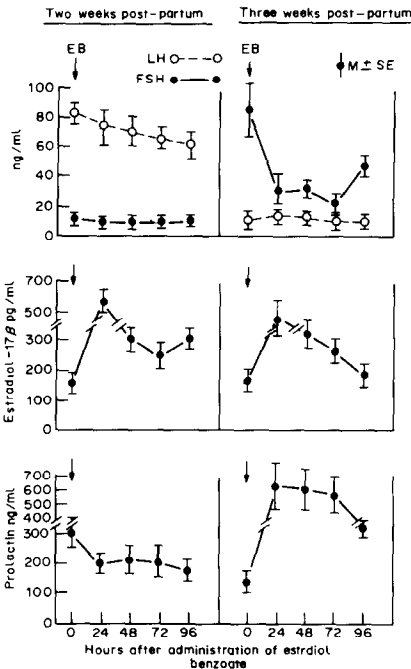 Two weeks post-partum Three weeks post-partum
EB LH EB M ± SE
FSH
ng/ml
100
80
60
40
20
0
Estradiol-17β pg/ml
700
500
300
200
100
0
Prolactin ng/ml
700
600
500
400
300
200
100
0
0 24 48 72 96 0 24 48 72 96
Hours after administration of estrdiol
benzoate